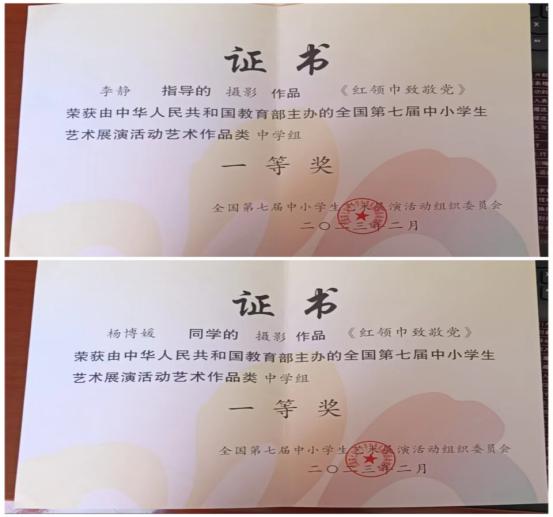 证书
李静 指导的 摄影 作品 《红领巾致敬党》
荣获由中华人民共和国教育部主办的全国第七届中小学生
艺术展演活动艺术作品类 中学组
一等奖
全国第七届中小学生艺术展演活动组织委员会
二〇二三年二月
证书
杨博媛 同学的 摄影 作品 《红领巾致敬党》
荣获由中华人民共和国教育部主办的全国第七届中小学生
艺术展演活动艺术作品类 中学组
一等奖
全国第七届中小学生艺术展演活动组织委员会
二〇二三年二月